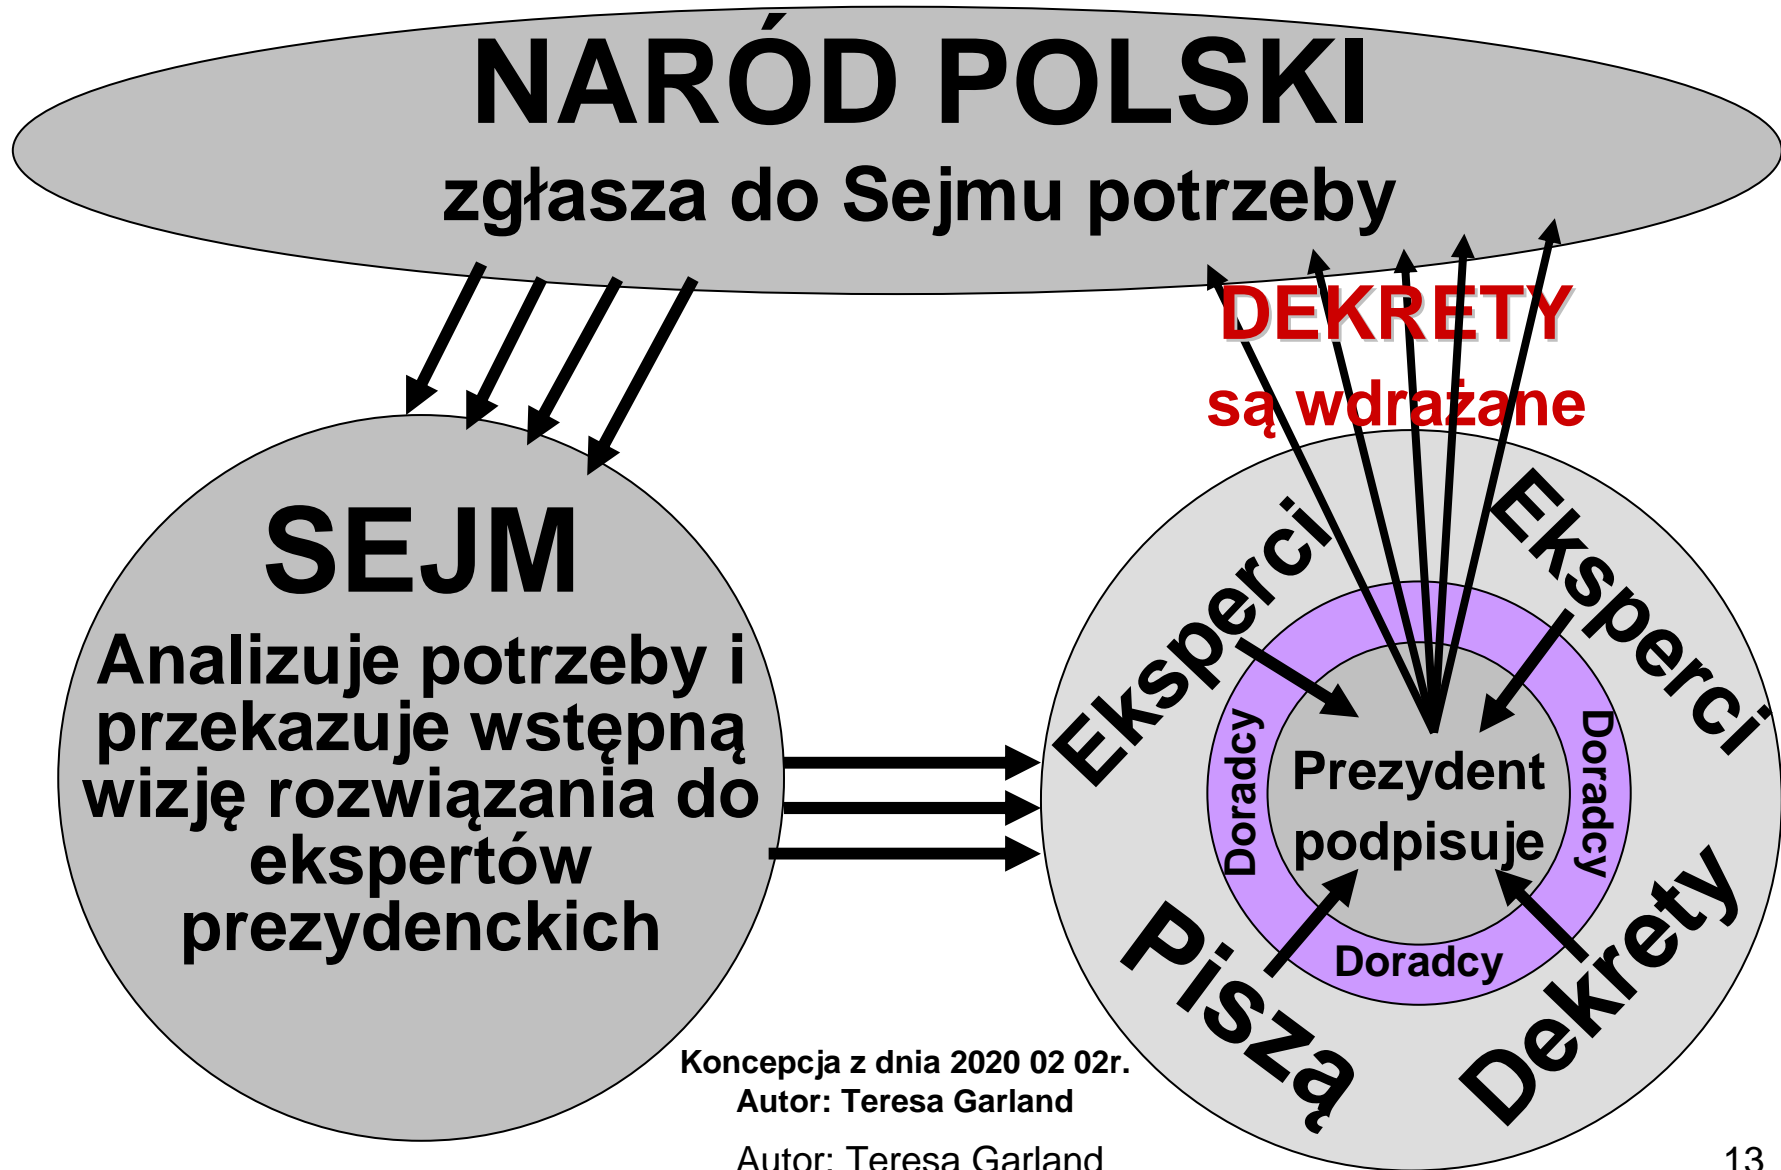 NARÓD POLSKI
zgłasza do Sejmu potrzeby
DEKRETY
są wdrażane
SEJM
Analizuje potrzeby i
przekazuje wstępną
wizję rozwiązania do
ekspertów
prezydenckich
Eksperci
Eksperci
Doradcy
Doradcy
Prezydent
podpisuje
Doradcy
Piszą
Dekrety
Koncepcja z dnia 2020 02 02r.
Autor: Teresa Garland
Autor: Teresa Garland
13